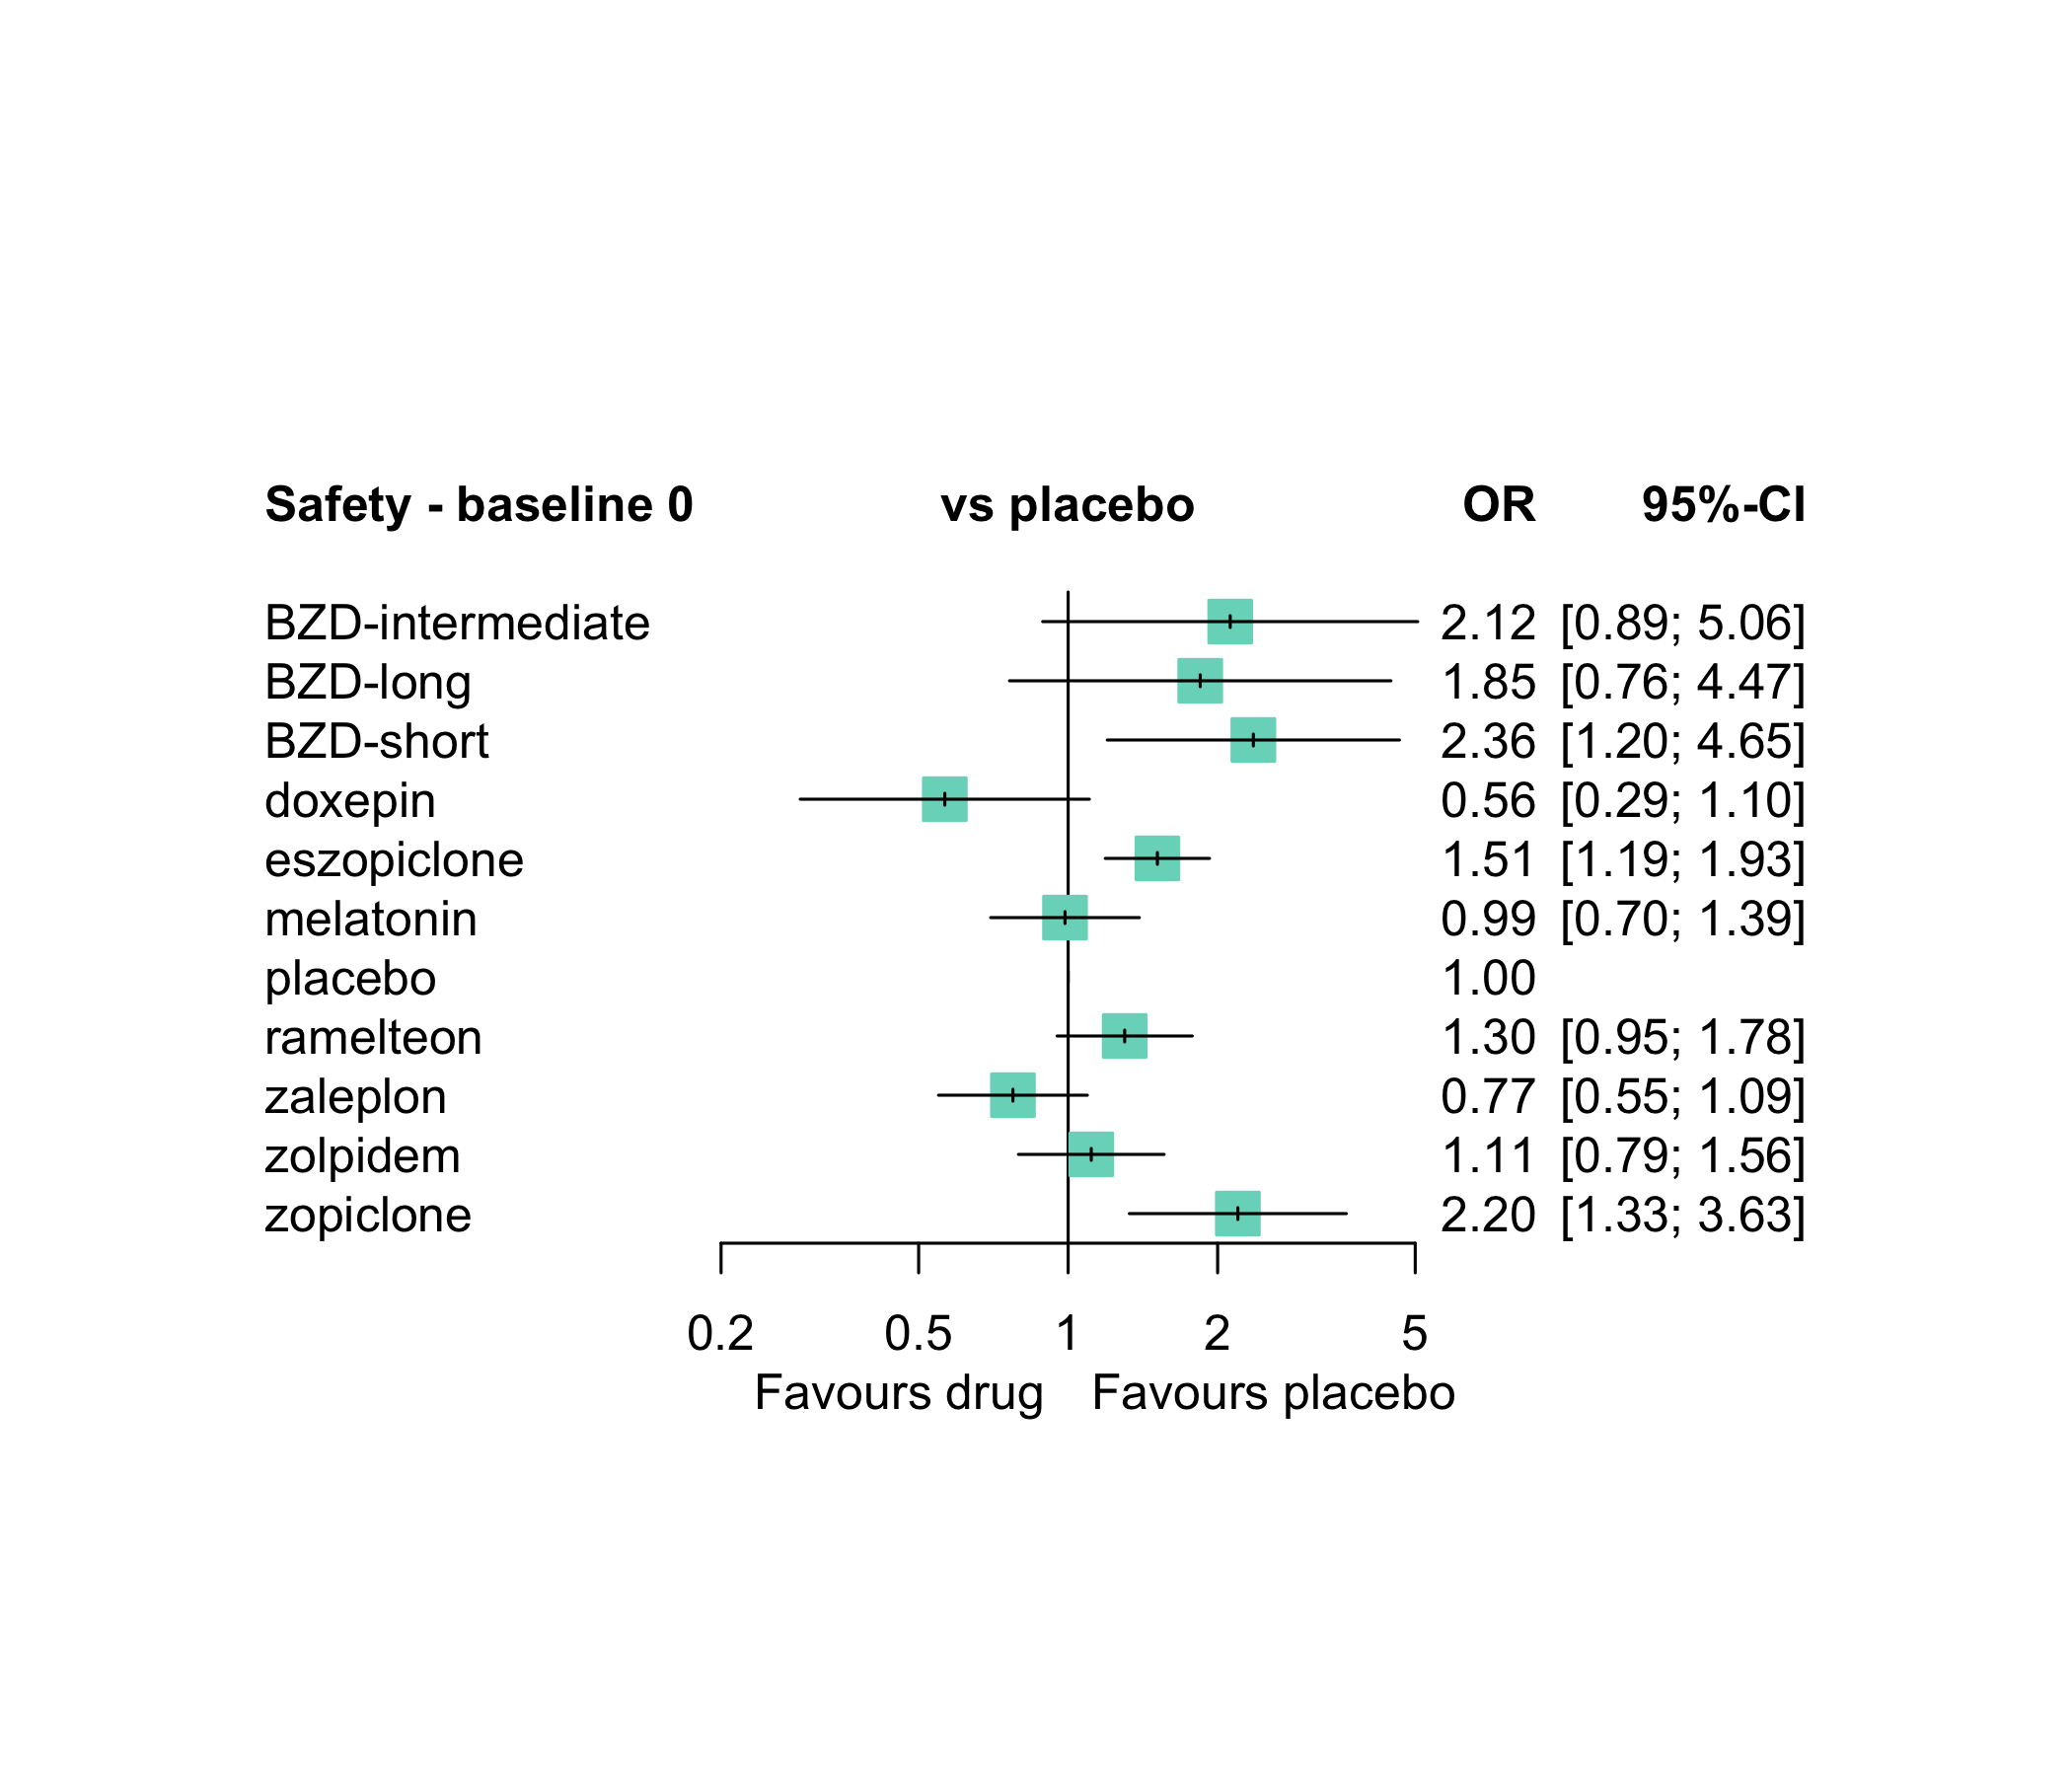 Safety - baseline 0 vs placebo OR 95%-CI
BZD-intermediate 2.12 [0.89; 5.06]
BZD-long 1.85 [0.76; 4.47]
BZD-short 2.36 [1.20; 4.65]
doxepin 0.56 [0.29; 1.10]
eszopiclone 1.51 [1.19; 1.93]
melatonin 0.99 [0.70; 1.39]
placebo 1.00
ramelteon 1.30 [0.95; 1.78]
zaleplon 0.77 [0.55; 1.09]
zolpidem 1.11 [0.79; 1.56]
zopiclone 2.20 [1.33; 3.63]
0.2 0.5 1 2 5
Favours drug Favours placebo